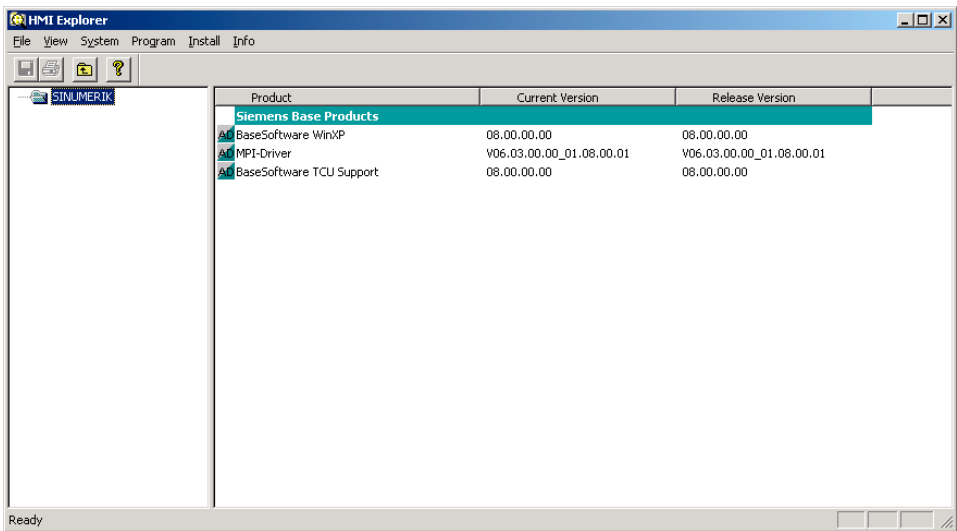 HMI Explorer
File View System Program Install Info
SINUMERIK
Product Current Version Release Version
Siemens Base Products
AD BaseSoftware WinXP 08.00.00.00 08.00.00.00
AD MPI-Driver V06.03.00.00_01.08.00.01 V06.03.00.00_01.08.00.01
AD BaseSoftware TCU Support 08.00.00.00 08.00.00.00
Ready